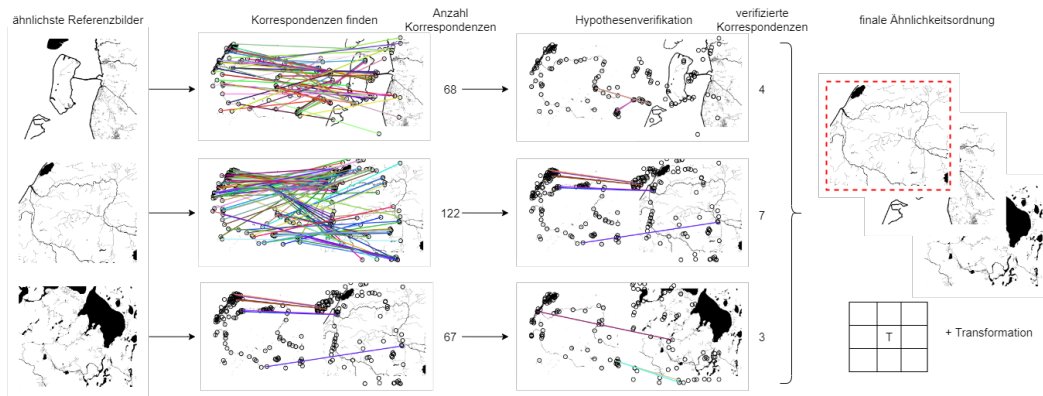 ähnlichste Referenzbilder
Korrespondenzen finden
Anzahl
Korrespondenzen
Hypothesenverifikation
verifizierte
Korrespondenzen
finale Ähnlichkeitsordnung
68
4
122
7
67
3
T
+ Transformation